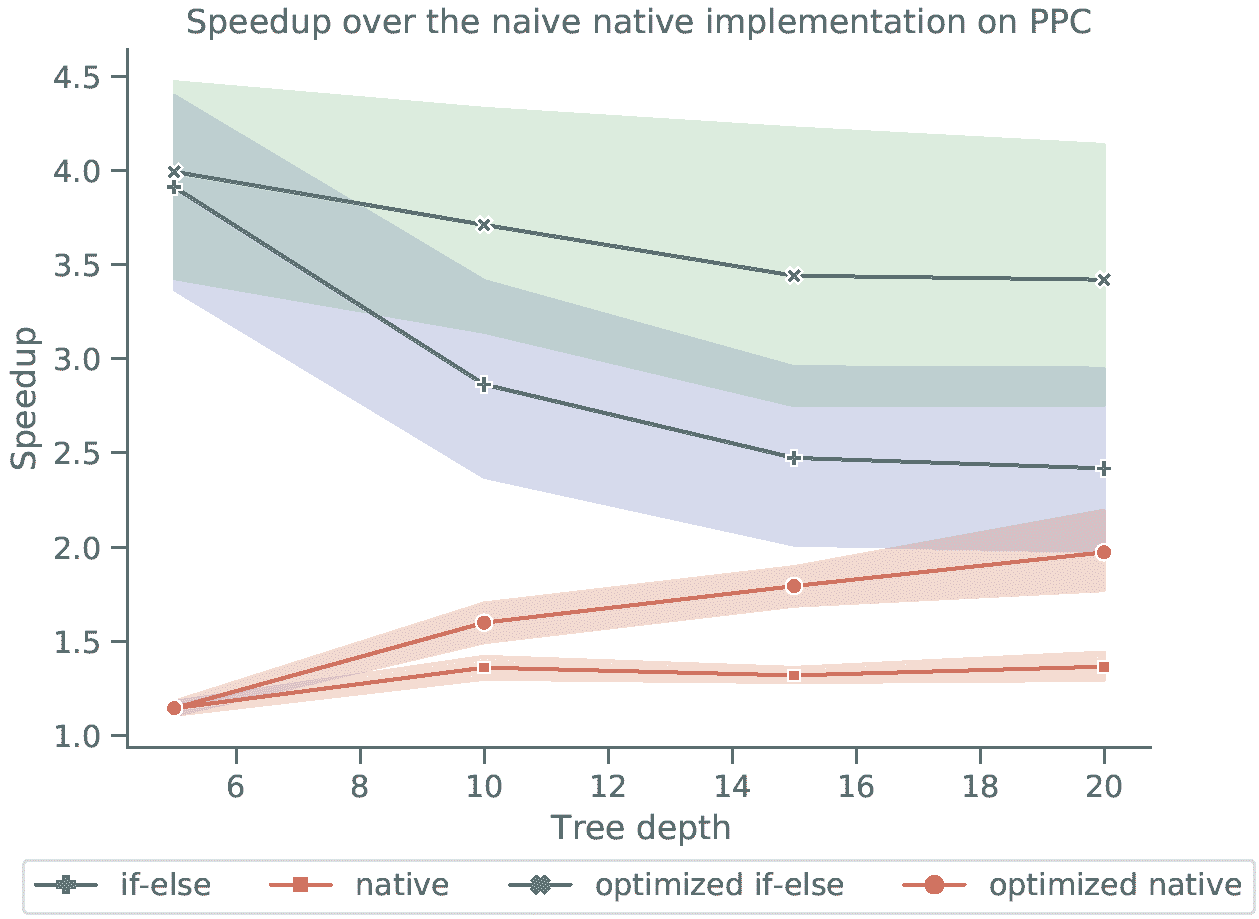 Speedup over the naive native implementation on PPC
4.5
4.0
3.5
3.0
2.5
2.0
1.5
1.0
Speedup
6 8 10 12 14 16 18 20
Tree depth
if-else native optimized if-else optimized native